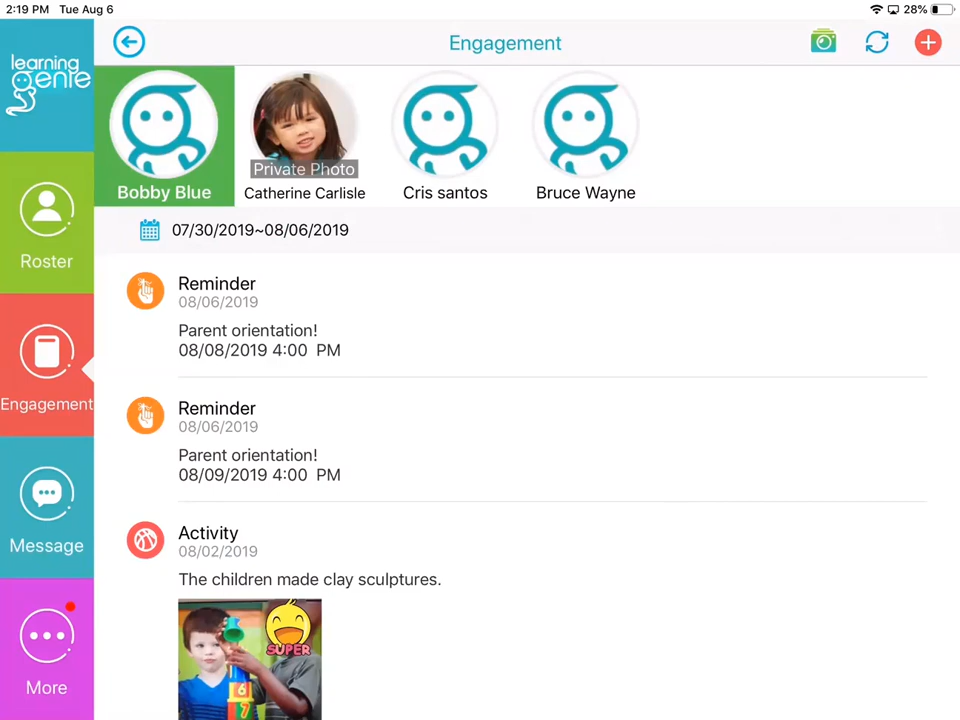 2:19 PM Tue Aug 6
28%
learning
genie
Engagement
Bobby Blue
Private Photo
Catherine Carlisle
Cris santos
Bruce Wayne
07/30/2019~08/06/2019
Roster
Reminder
08/06/2019
Parent orientation!
08/08/2019 4:00 PM
Engagement
Reminder
08/06/2019
Parent orientation!
08/09/2019 4:00 PM
Message
Activity
08/02/2019
The children made clay sculptures.
SUPER
6
7
More